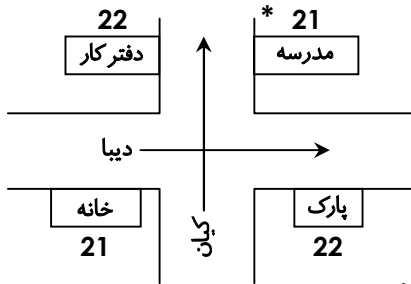 22
* 21
دفتر کار
مدرسه
دیبا
کیان
خانه
پارک
21
22